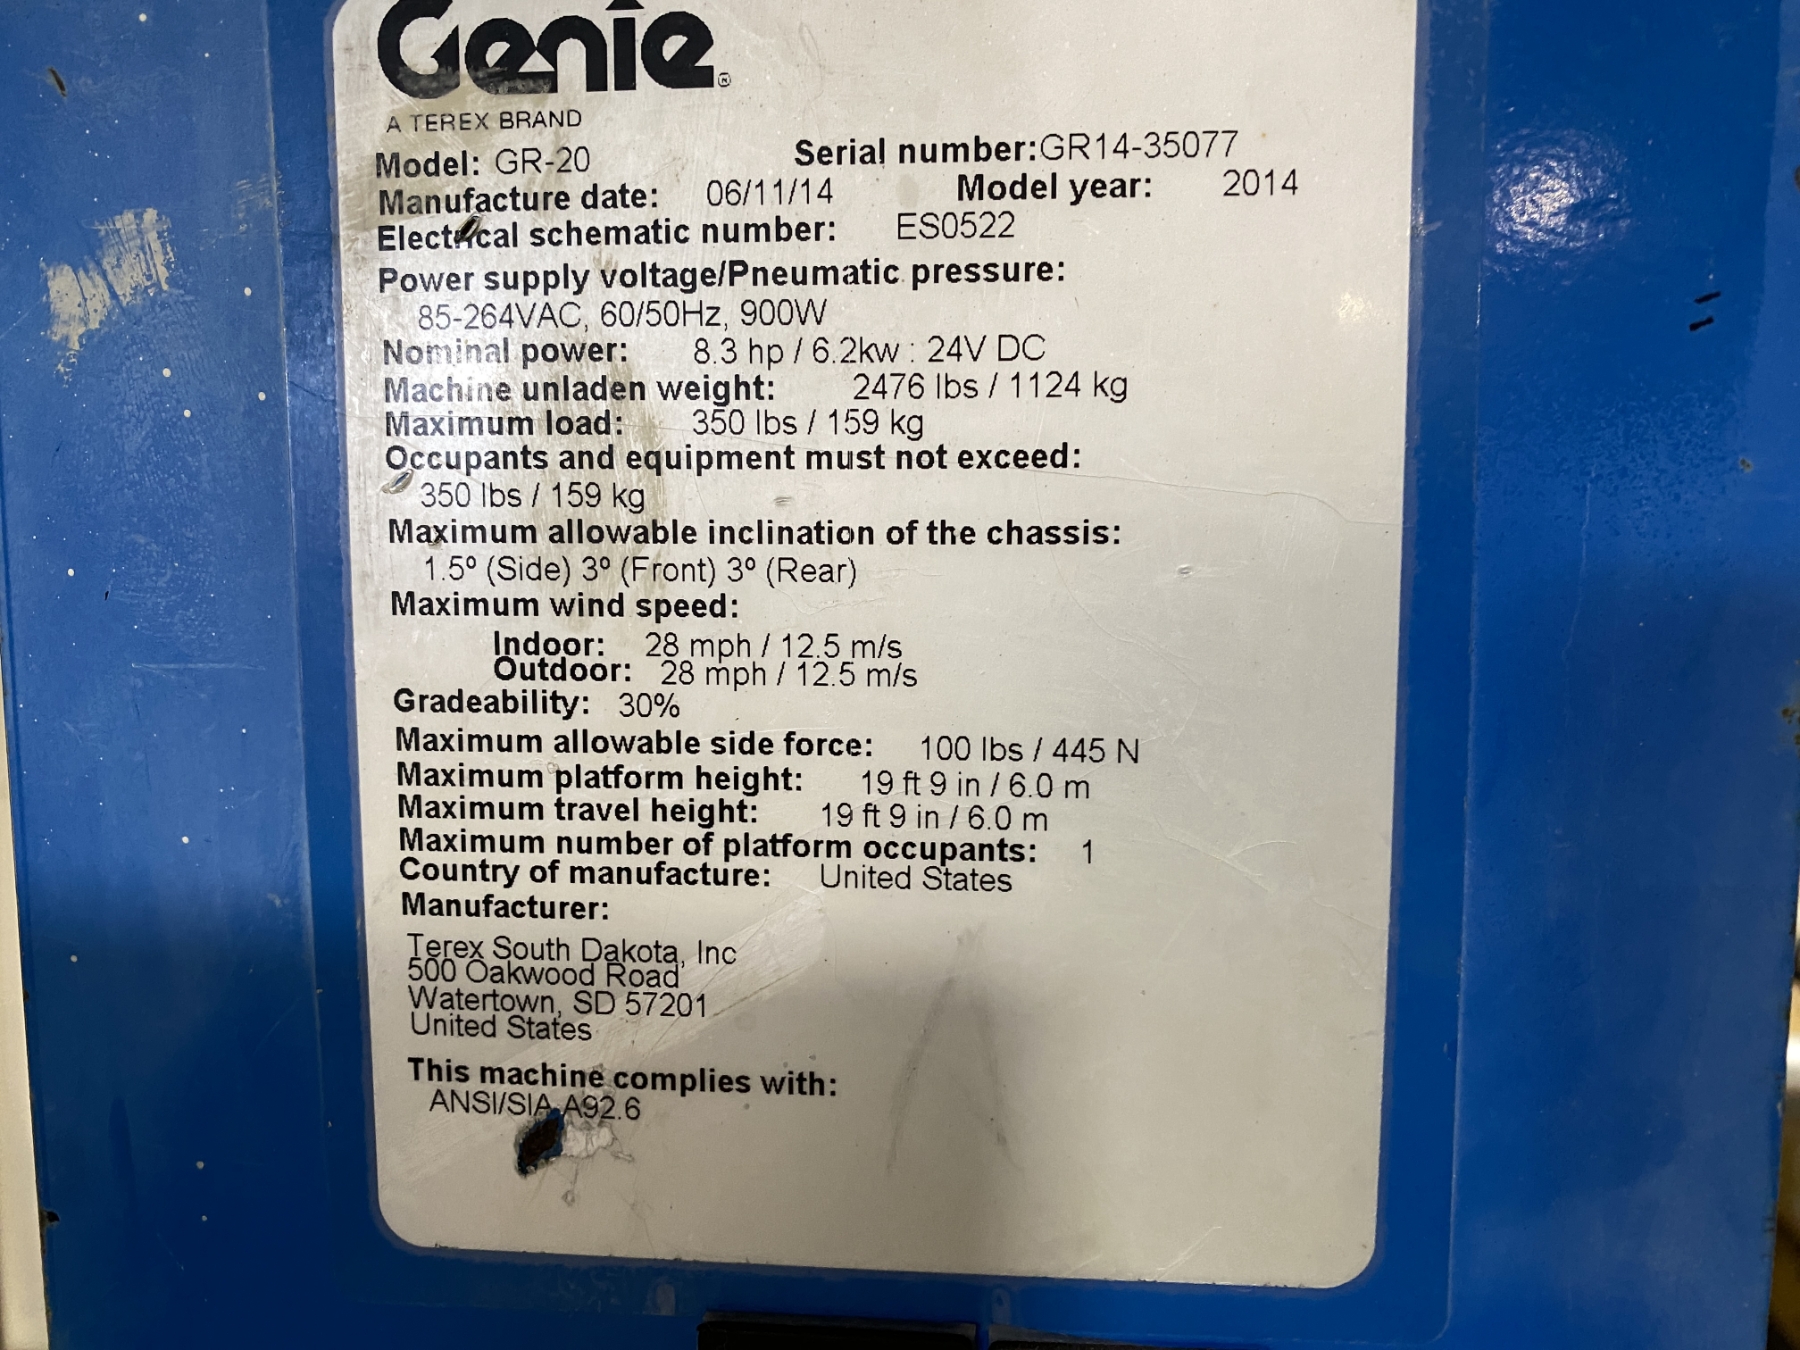 Genie®
A TEREX BRAND
Model: GR-20 Serial number:GR14-35077
Manufacture date: 06/11/14 Model year: 2014
Electrical schematic number: ES0522
Power supply voltage/Pneumatic pressure:
85-264VAC, 60/50Hz, 900W
Nominal power: 8.3 hp / 6.2kw : 24V DC
Machine unladen weight: 2476 lbs / 1124 kg
Maximum load: 350 lbs / 159 kg
Occupants and equipment must not exceed:
350 lbs / 159 kg
Maximum allowable inclination of the chassis:
1.5º (Side) 3º (Front) 3º (Rear)
Maximum wind speed:
Indoor: 28 mph / 12.5 m/s
Outdoor: 28 mph / 12.5 m/s
Gradeability: 30%
Maximum allowable side force: 100 lbs / 445 N
Maximum platform height: 19 ft 9 in / 6.0 m
Maximum travel height: 19 ft 9 in / 6.0 m
Maximum number of platform occupants: 1
Country of manufacture: United States
Manufacturer:
Terex South Dakota, Inc
500 Oakwood Road
Watertown, SD 57201
United States
This machine complies with:
ANSI/SIA A92.6